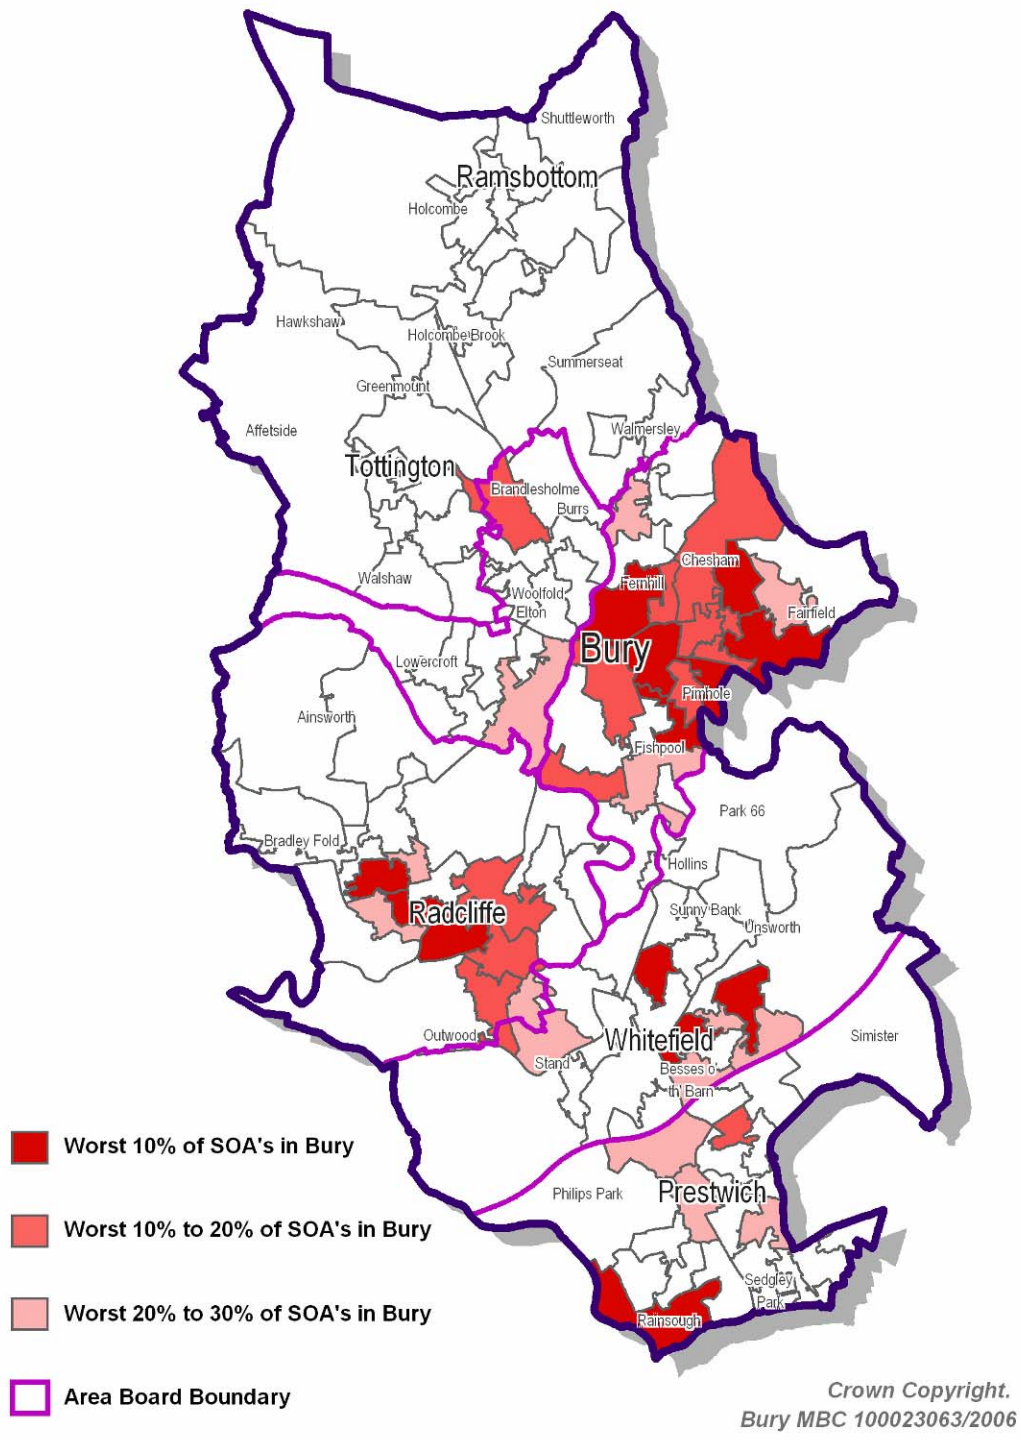 Shuttleworth
Ramsbottom
Holcombe
Hawkshaw
Holcombe Brook
Summerseat
Greenmount
Affetside
Walmersley
Tottington
Brandlesholme
Burrs
Chesham
Walshaw
Fernhill
Woolfold
Elton
Fairfield
Bury
Lowercroft
Pimhole
Ainsworth
Fishpool
Park 66
Bradley Fold
Hollins
Radcliffe
Sunny Bank
Unsworth
Outwood
Whitefield
Simister
Stand
Besses o'
th' Barn
Philips Park
Prestwich
Sedgley
Park
Rainsough
Worst 10% of SOA's in Bury
Worst 10% to 20% of SOA's in Bury
Worst 20% to 30% of SOA's in Bury
Area Board Boundary
Crown Copyright.
Bury MBC 100023063/2006